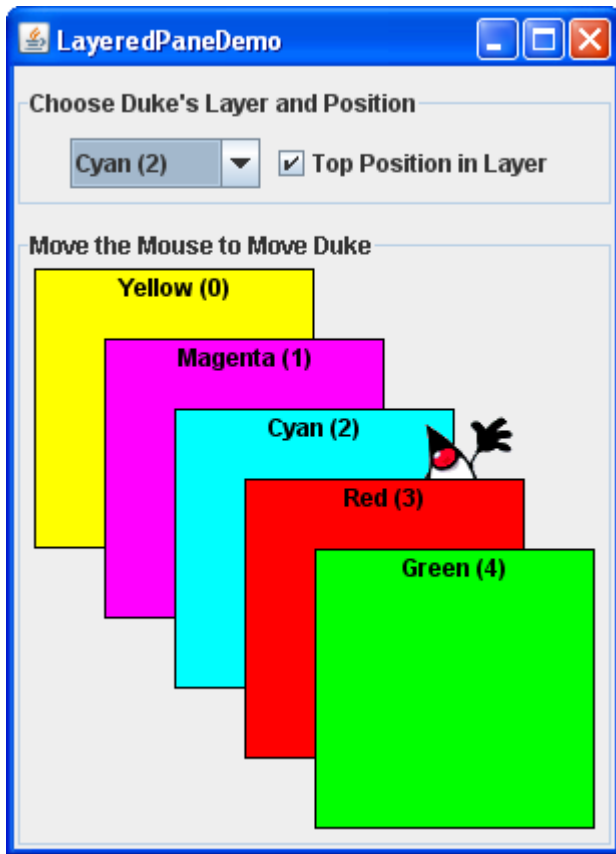 LayeredPaneDemo
Choose Duke's Layer and Position
Cyan (2) Top Position in Layer
Move the Mouse to Move Duke
Yellow (0)
Magenta (1)
Cyan (2)
Red (3)
Green (4)